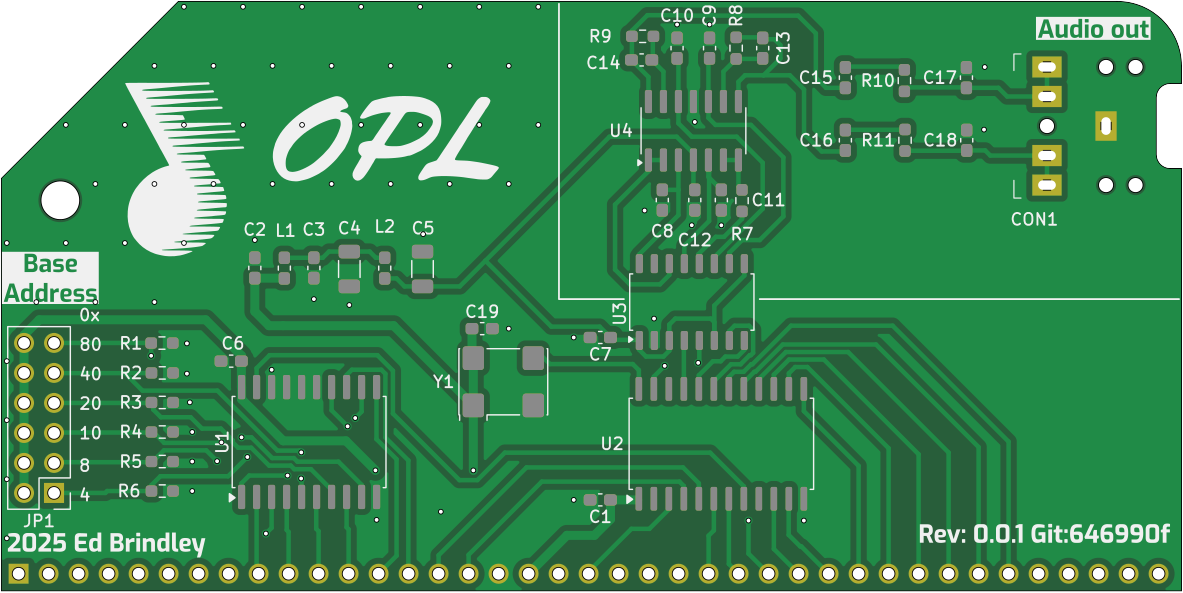 C10
C9
R8
R9
C14
C13
Audio out
C15
R10
C17
OPL
U4
C16
R11
C18
C11
CON1
C2
L1
C3
C4
L2
C5
C8
C12
R7
Base
Address
0x
C19
U3
80
R1
C6
C7
40
R2
Y1
20
R3
10
R4
U1
U2
8
R5
4
R6
C1
JP1
2025 Ed Brindley
Rev: 0.0.1 Git:646990f